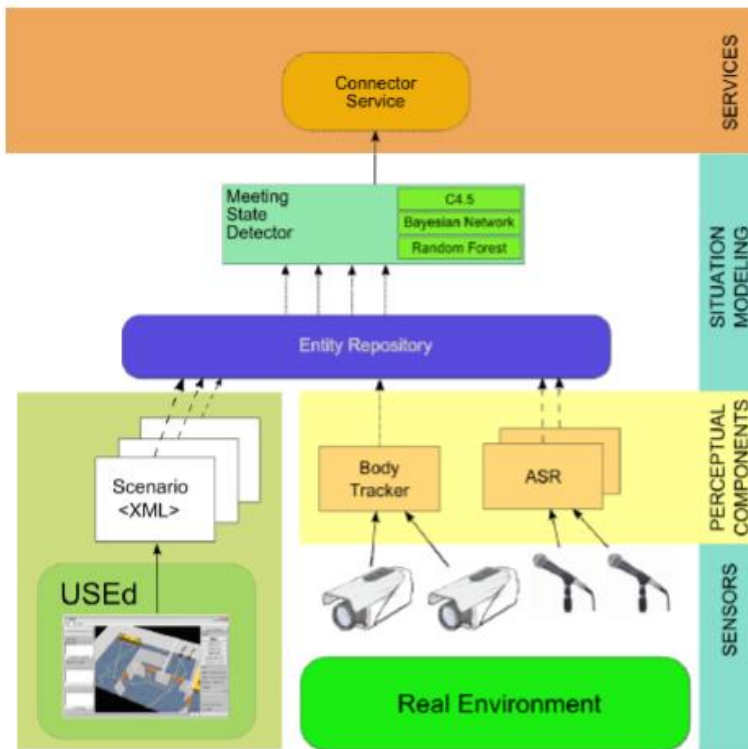 Connector
Service
SERVICES
Meeting
State
Detector
C4.5
Bayesian Network
Random Forest
SITUATION
MODELING
Entity Repository
Scenario
<XML>
Body
Tracker
ASR
PERCEPTUAL
COMPONENTS
USEd
SENSORS
Real Environment